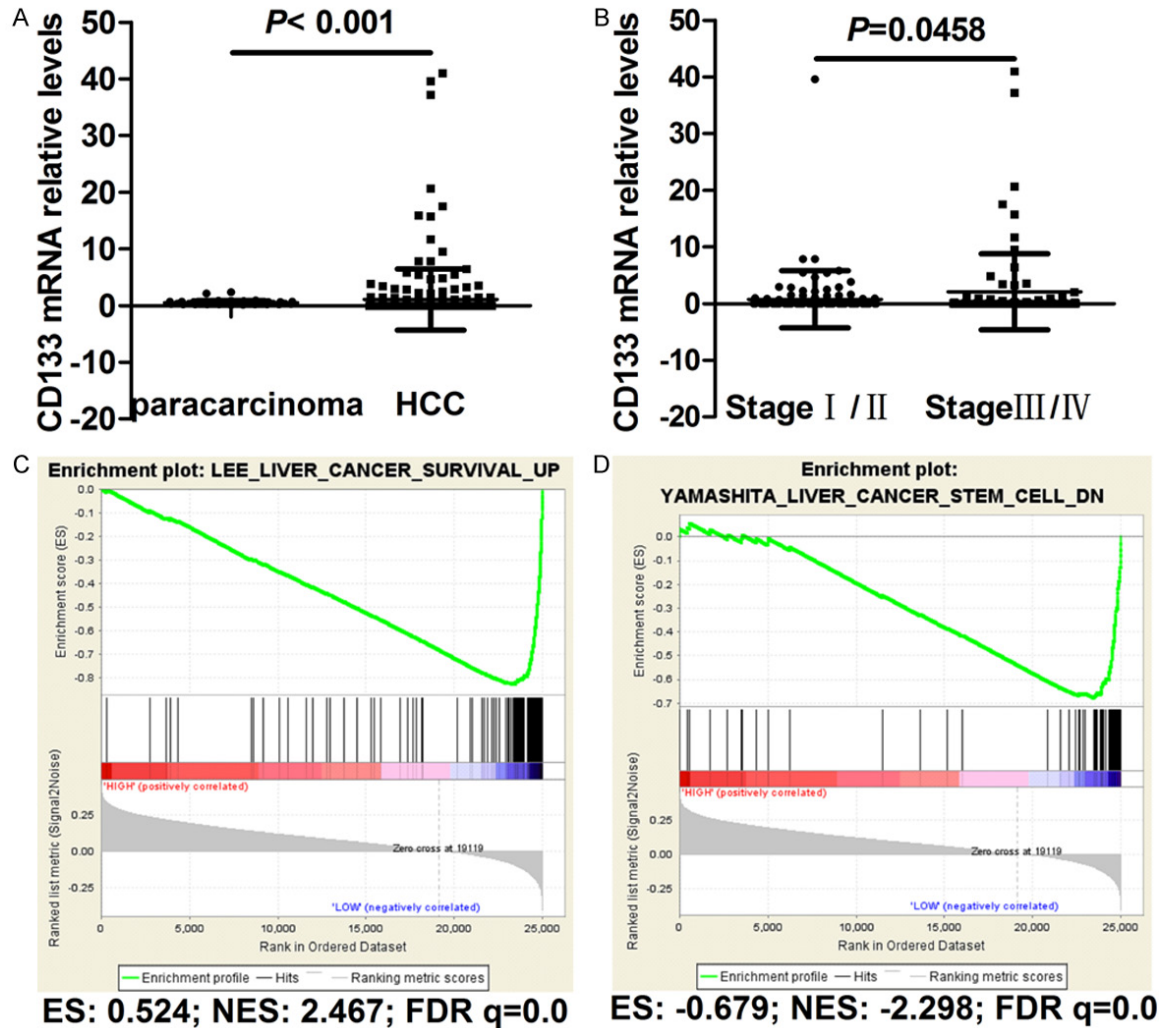 A
P< 0.001
CD133 mRNA relative levels
50
40
30
20
10
0
-10
-20
paracarcinoma HCC
B
P=0.0458
CD133 mRNA relative levels
50
40
30
20
10
0
-10
-20
Stage Ⅰ / Ⅱ StageⅢ/Ⅳ
C
Enrichment plot: LEE_LIVER_CANCER_SURVIVAL_UP
Enrichment score (ES)
0.0
-0.1
-0.2
-0.3
-0.4
-0.5
-0.6
-0.7
-0.8
Ranked list metric (Signal2Noise)
'HIGH' (positively correlated)
0.25
0.00
-0.25
Zero cross at 19119
'LOW' (negatively correlated)
0 5,000 10,000 15,000 20,000 25,000
Rank in Ordered Dataset
Enrichment profile Hits Ranking metric scores
ES: 0.524; NES: 2.467; FDR q=0.0
D
Enrichment plot:
YAMASHITA_LIVER_CANCER_STEM_CELL_DN
Enrichment score (ES)
0.0
-0.1
-0.2
-0.3
-0.4
-0.5
-0.6
-0.7
Ranked list metric (Signal2Noise)
'HIGH' (positively correlated)
0.25
0.00
-0.25
Zero cross at 19119
'LOW' (negatively correlated)
0 5,000 10,000 15,000 20,000 25,000
Rank in Ordered Dataset
Enrichment profile Hits Ranking metric scores
ES: -0.679; NES: -2.298; FDR q=0.0